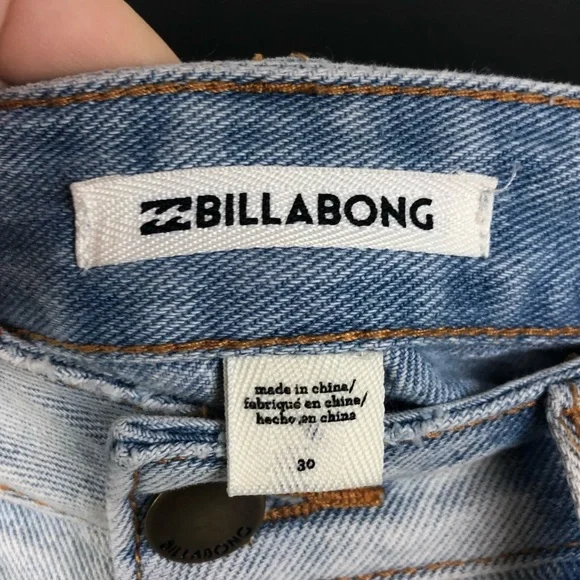 BILLABONG
made in china/
fabriqué en chine/
hecho en china
30
BILLABONG